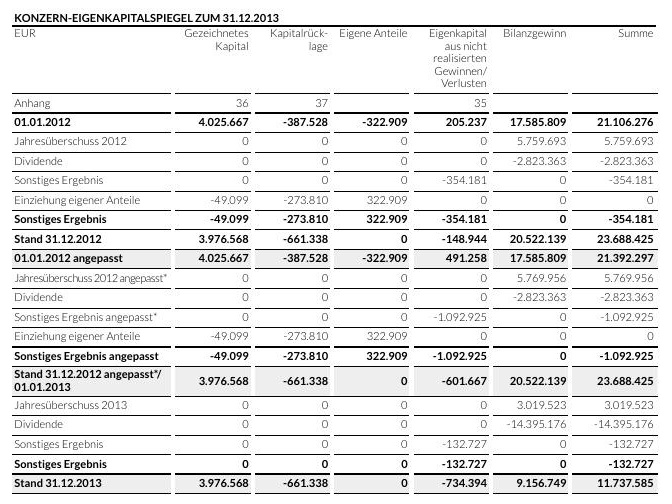 KONZERN-EIGENKAPITALSPIEGEL ZUM 31.12.2013
EUR Gezeichnetes Kapital Kapitalrück- lage Eigene Anteile Eigenkapital aus nicht realisierten Gewinnen/ Verlusten Bilanzgewinn Summe
Anhang 36 37 35
01.01.2012 4.025.667 -387.528 -322.909 205.237 17.585.809 21.106.276
Jahresüberschuss 2012 0 0 0 0 5.759.693 5.759.693
Dividende 0 0 0 0 -2.823.363 -2.823.363
Sonstiges Ergebnis 0 0 0 -354.181 0 -354.181
Einziehung eigener Anteile -49.099 -273.810 322.909 0 0 0
Sonstiges Ergebnis -49.099 -273.810 322.909 -354.181 0 -354.181
Stand 31.12.2012 3.976.568 -661.338 0 -148.944 20.522.139 23.688.425
01.01.2012 angepasst 4.025.667 -387.528 -322.909 491.258 17.585.809 21.392.297
Jahresüberschuss 2012 angepasst* 0 0 0 0 5.769.956 5.769.956
Dividende 0 0 0 0 -2.823.363 -2.823.363
Sonstiges Ergebnis angepasst* 0 0 0 -1.092.925 0 -1.092.925
Einziehung eigener Anteile -49.099 -273.810 322.909 0 0 0
Sonstiges Ergebnis angepasst -49.099 -273.810 322.909 -1.092.925 0 -1.092.925
Stand 31.12.2012 angepasst*/
01.01.2013 3.976.568 -661.338 0 -601.667 20.522.139 23.688.425
Jahresüberschuss 2013 0 0 0 0 3.019.523 3.019.523
Dividende 0 0 0 0 -14.395.176 -14.395.176
Sonstiges Ergebnis 0 0 0 -132.727 0 -132.727
Sonstiges Ergebnis 0 0 0 -132.727 0 -132.727
Stand 31.12.2013 3.976.568 -661.338 0 -734.394 9.156.749 11.737.585